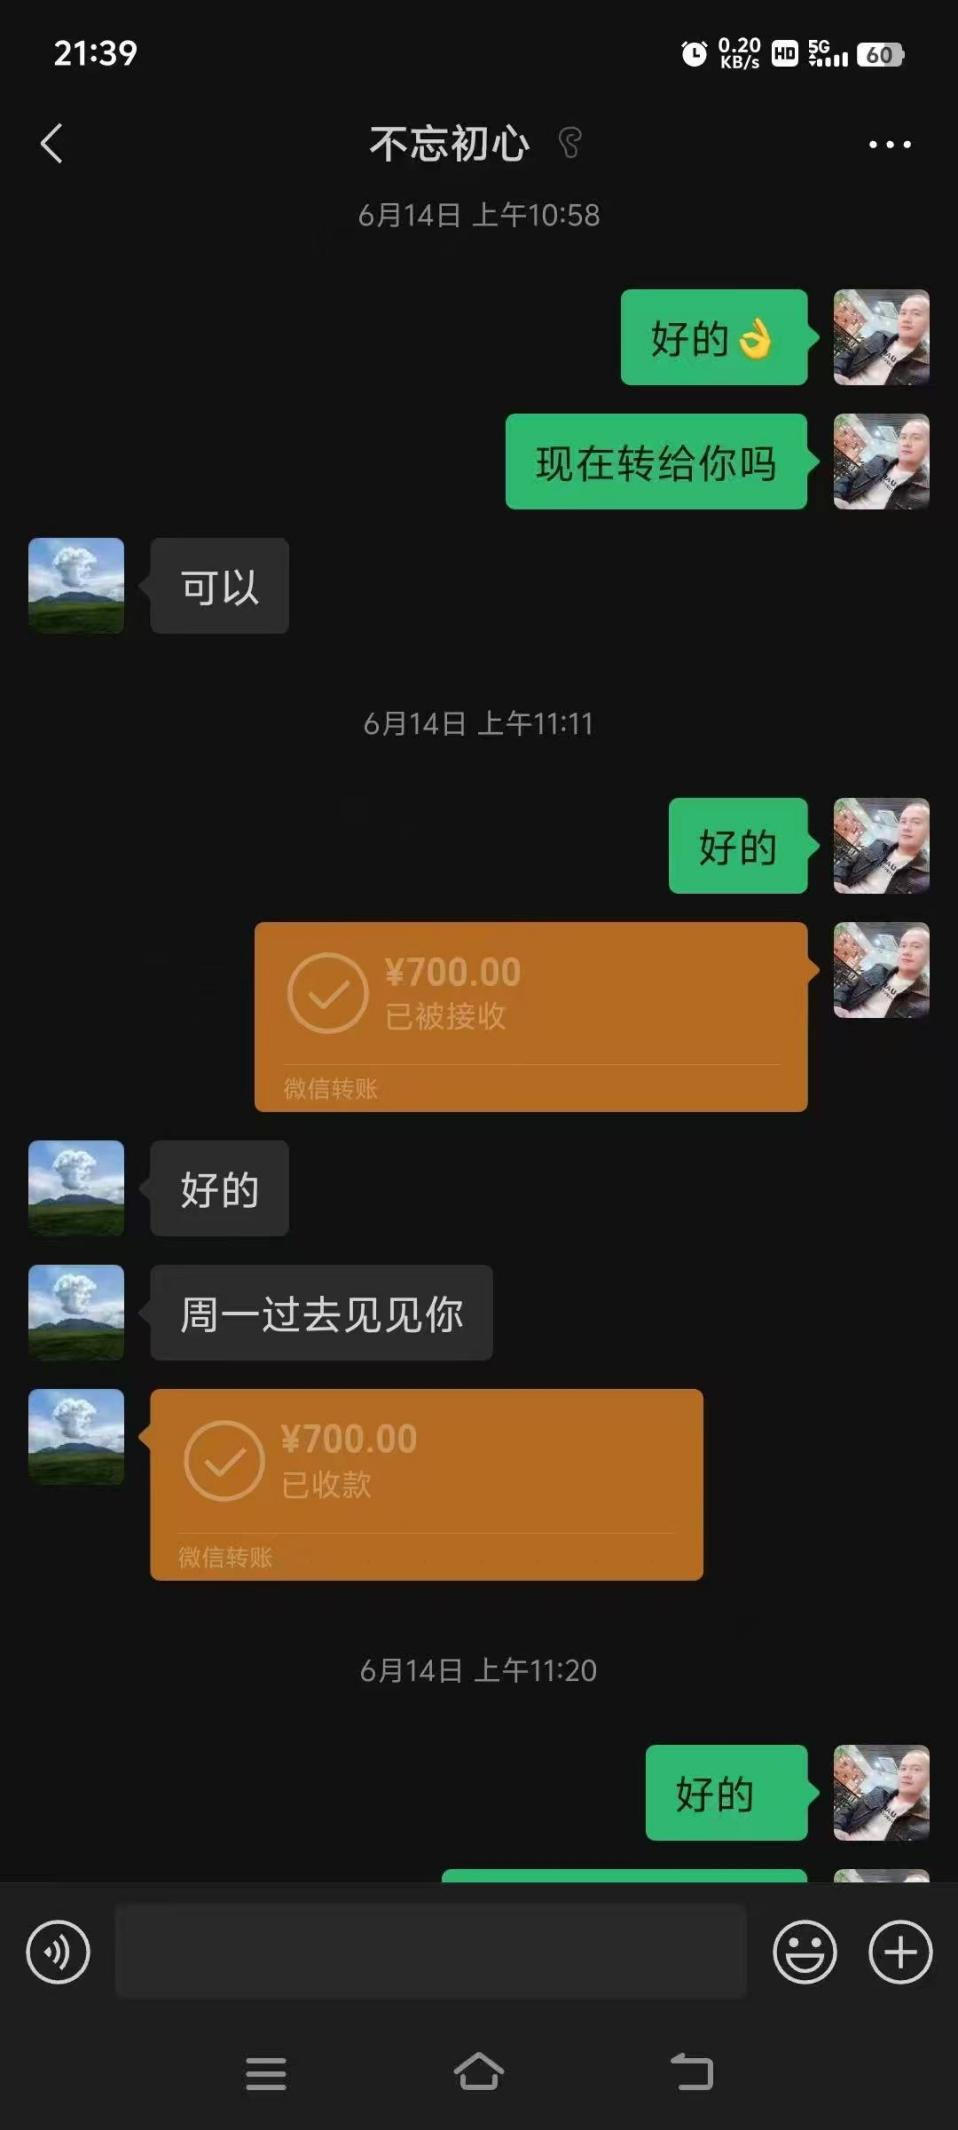 21:39
0.20
KB/s
HD
5G
60
不忘初心
6月14日 上午10:58
好的👌
现在转给你吗
可以
6月14日 上午11:11
好的
¥700.00
已被接收
微信转账
好的
周一过去见见你
¥700.00
已收款
微信转账
6月14日 上午11:20
好的